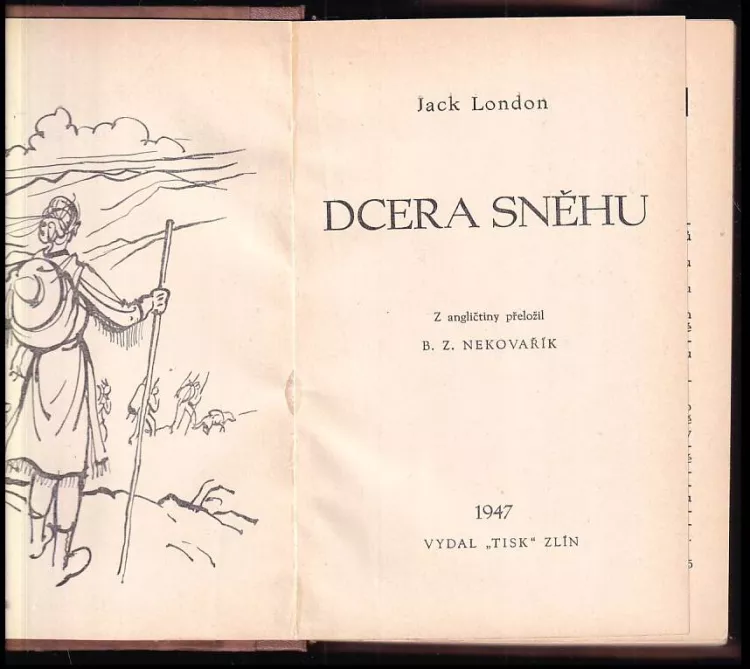 Jack London
DCERA SNĚHU
Z angličtiny přeložil
B. Z. NEKOVAŘÍK
1947
VYDAL „TISK“ ZLÍN